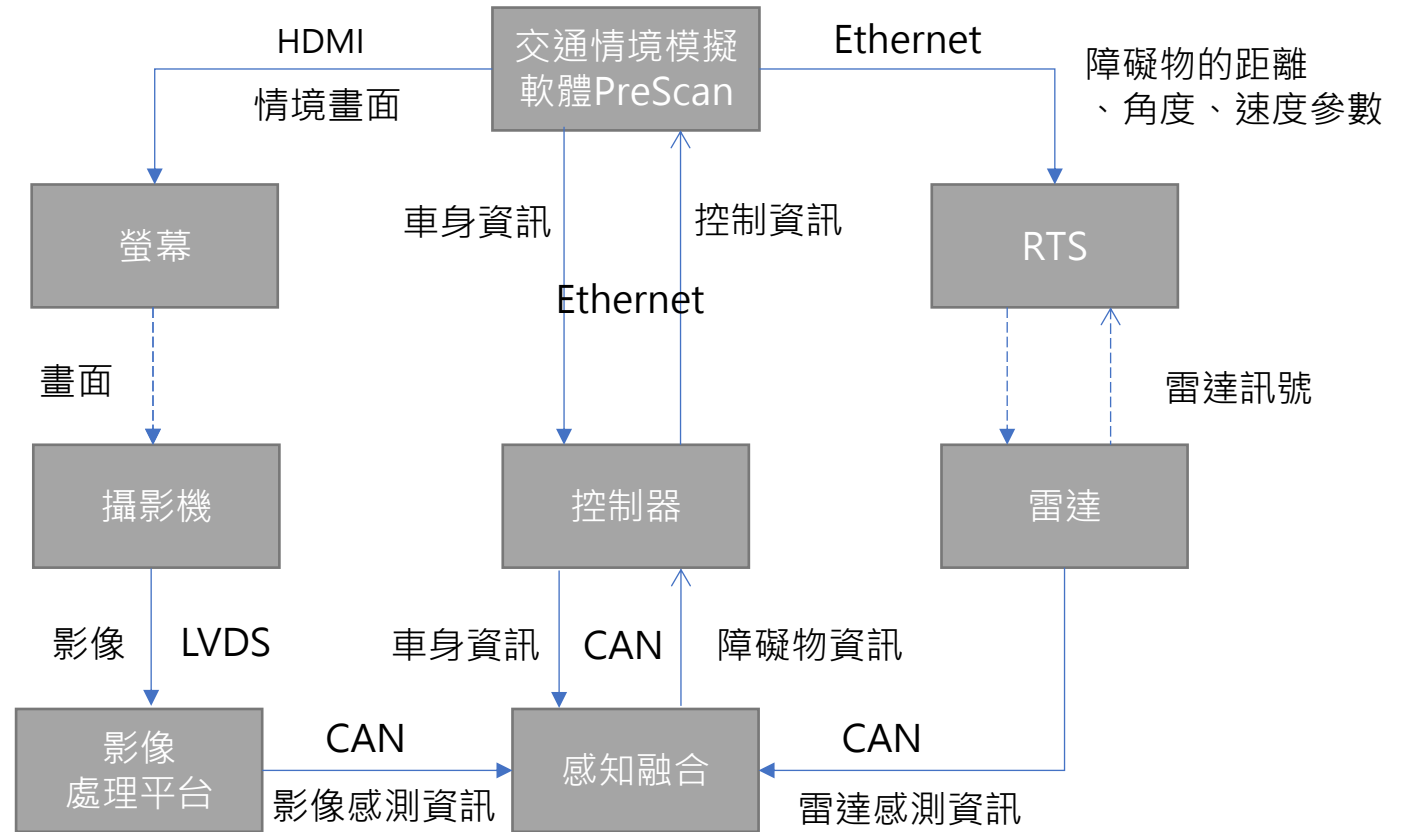 HDMI
情境畫面
交通情境模擬
軟體PreScan
Ethernet
障礙物的距離
、角度、速度參數
螢幕
車身資訊
控制資訊
RTS
Ethernet
畫面
雷達訊號
攝影機
控制器
雷達
影像
LVDS
車身資訊
CAN
障礙物資訊
影像
處理平台
CAN
影像感測資訊
感知融合
CAN
雷達感測資訊